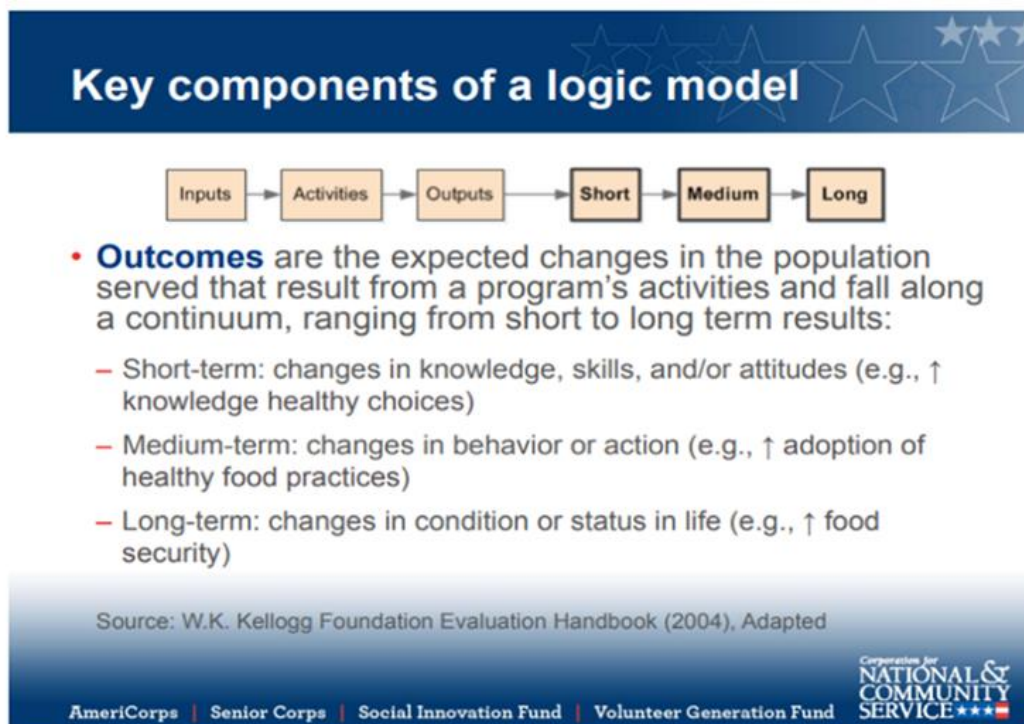 Key components of a logic model
Inputs Activities Outputs Short Medium Long
• Outcomes are the expected changes in the population
served that result from a program's activities and fall along
a continuum, ranging from short to long term results:
– Short-term: changes in knowledge, skills, and/or attitudes (e.g., ↑
knowledge healthy choices)
– Medium-term: changes in behavior or action (e.g., ↑ adoption of
healthy food practices)
– Long-term: changes in condition or status in life (e.g., ↑ food
security)
Source: W.K. Kellogg Foundation Evaluation Handbook (2004), Adapted
Corporation for
NATIONAL &
COMMUNITY
SERVICE
AmeriCorps | Senior Corps | Social Innovation Fund | Volunteer Generation Fund